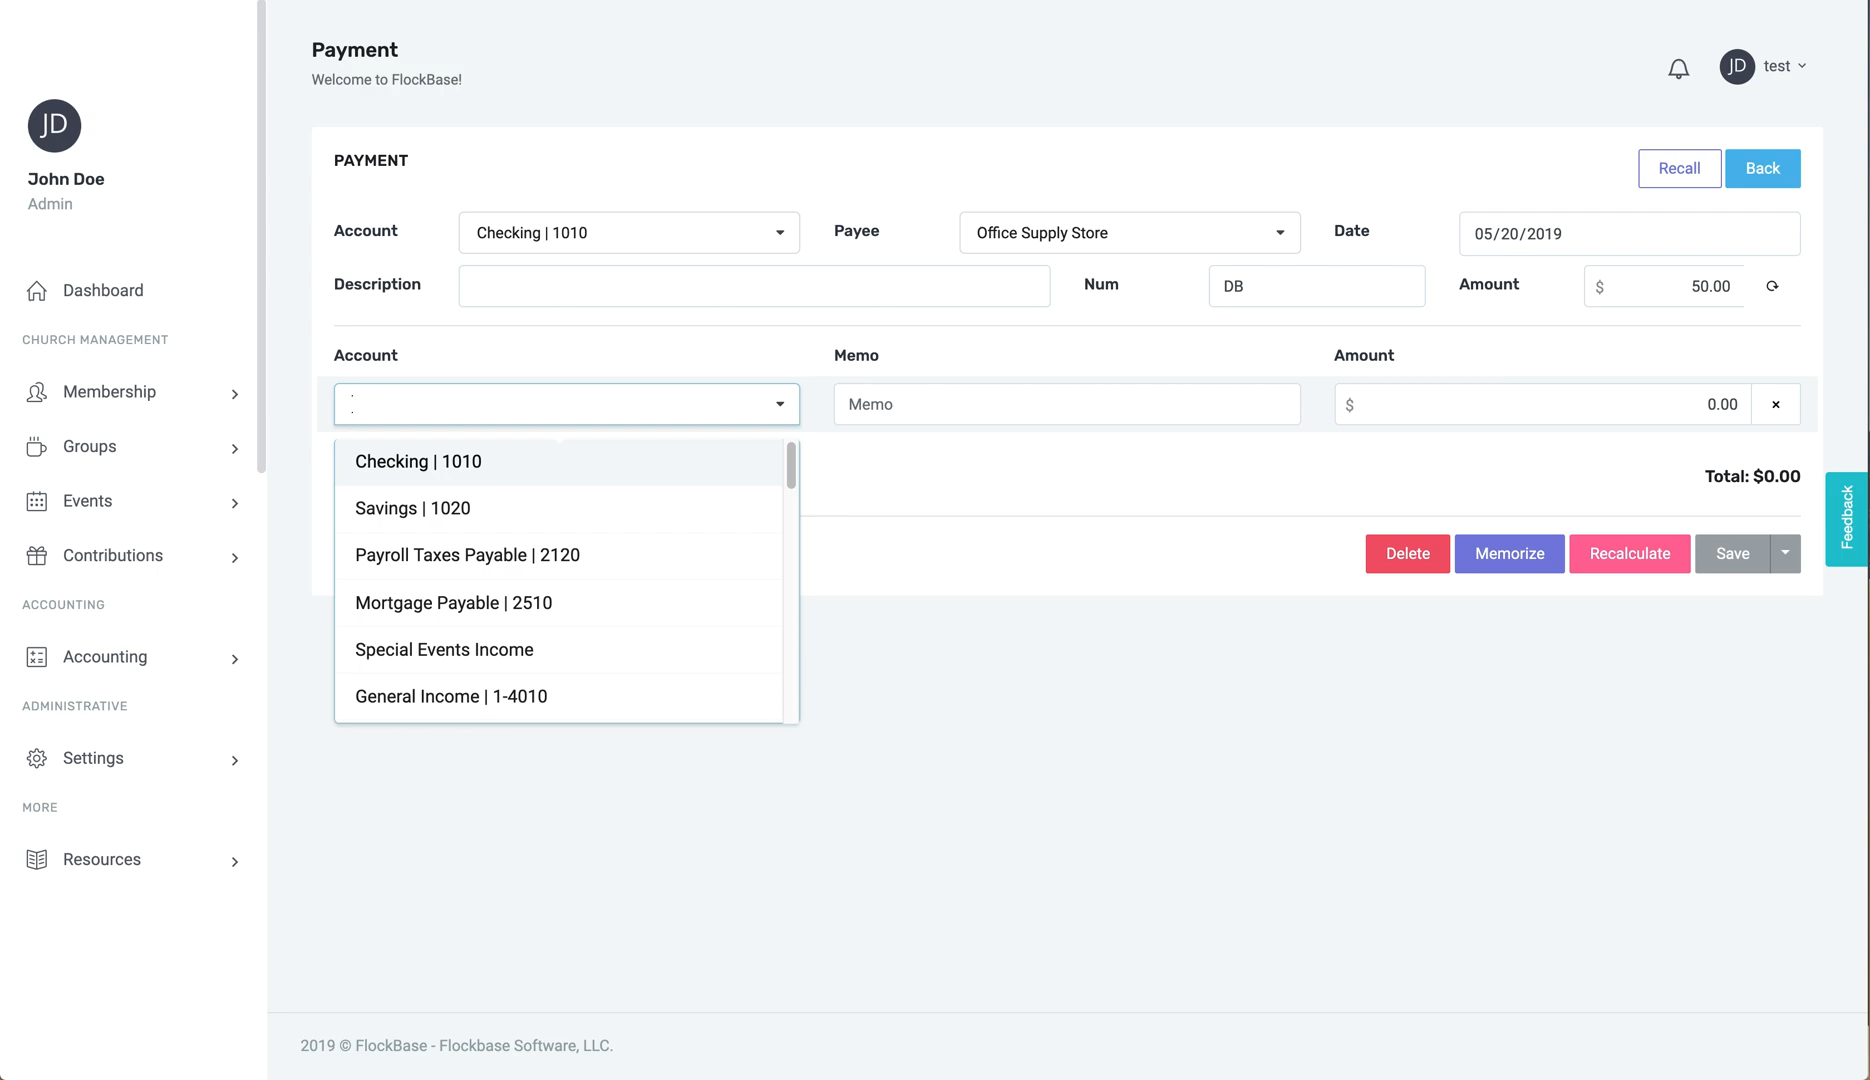 Payment
Welcome to FlockBase!
JD
test
JD
John Doe
Admin
Dashboard
CHURCH MANAGEMENT
Membership
Groups
Events
Contributions
ACCOUNTING
Accounting
ADMINISTRATIVE
Settings
MORE
Resources
PAYMENT
Recall
Back
Account
Checking | 1010
Payee
Office Supply Store
Date
05/20/2019
Description
Num
DB
Amount
$
50.00
Account
Memo
Amount
Memo
$
0.00
Checking | 1010
Savings | 1020
Payroll Taxes Payable | 2120
Mortgage Payable | 2510
Special Events Income
General Income | 1-4010
Total: $0.00
Delete
Memorize
Recalculate
Save
Feedback
2019 © FlockBase - Flockbase Software, LLC.